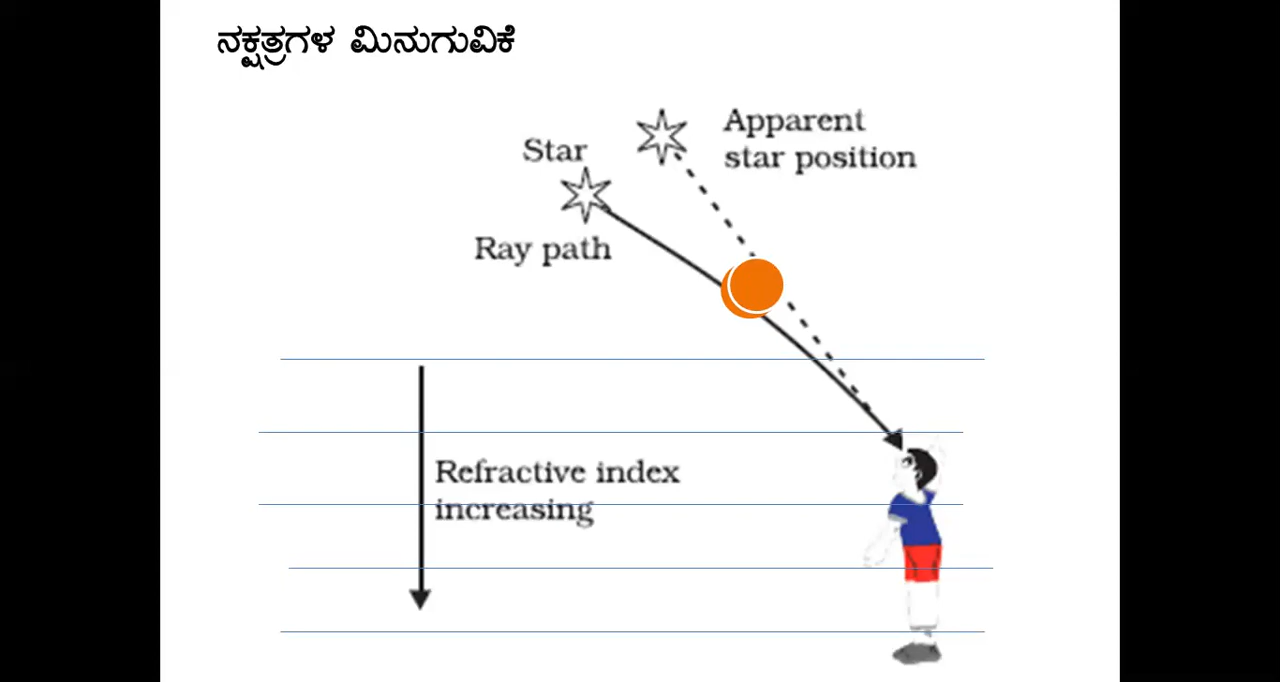 ನಕ್ಷತ್ರಗಳ ಮಿನುಗುವಿಕೆ
Apparent
star position
Star
Ray path
Refractive index
increasing